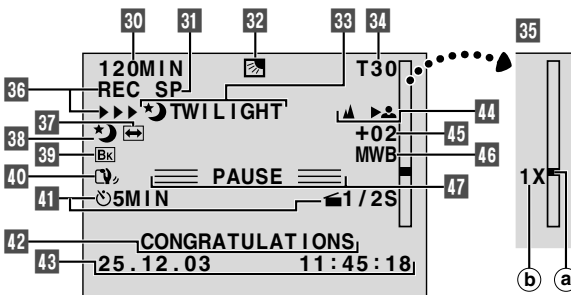 30 31 32 33 34 35
120MIN T30
REC SP
36
TWILIGHT
37
44
38
+02 45
39 BK
MWB 46
40
PAUSE 47
1X
41 5MIN 1/2S
42 CONGRATULATIONS
43 25.12.03 11:45:18
b a